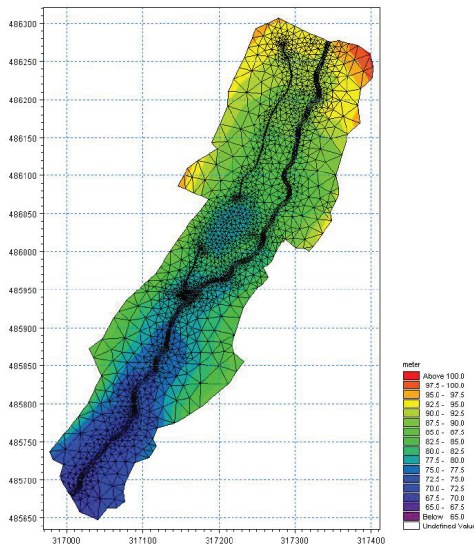 486300
486250
486200
486150
486100
486050
486000
485950
485900
485850
485800
485750
485700
485650
317000 317100 317200 317300 317400
meter
Above 100.0
97.5 - 100.0
95.0 - 97.5
92.5 - 95.0
90.0 - 92.5
87.5 - 90.0
85.0 - 87.5
82.5 - 85.0
80.0 - 82.5
77.5 - 80.0
75.0 - 77.5
72.5 - 75.0
70.0 - 72.5
67.5 - 70.0
65.0 - 67.5
Below 65.0
Undefined Value